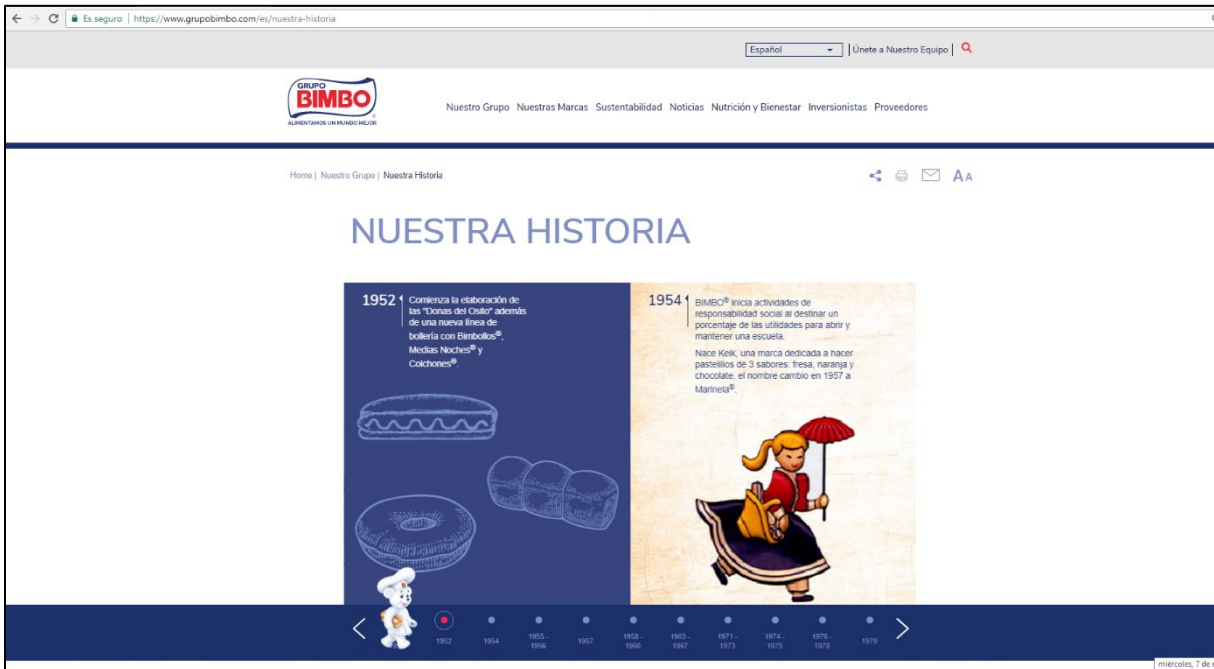 Es seguro | https://www.grupobimbo.com/es/nuestra-historia
Español | Únete a Nuestro Equipo |
GRUPO
BIMBO
ALIMENTAMOS UN MUNDO MEJOR
Nuestro Grupo Nuestras Marcas Sustentabilidad Noticias Nutrición y Bienestar Inversionistas Proveedores
Home | Nuestro Grupo | Nuestra Historia
AA
NUESTRA HISTORIA
1952
Comienza la elaboración de
las "Donas del Osito" además
de una nueva línea de
bollería con Bimbollos®,
Medias Noches® y
Colchones®.
1954
BIMBO® inicia actividades de
responsabilidad social al destinar un
porcentaje de las utilidades para abrir y
mantener una escuela.
Nace Keik, una marca dedicada a hacer
pastelillos de 3 sabores: fresa, naranja y
chocolate, el nombre cambio en 1957 a
Marinela®.
1952
1954
1955 -
1956
1957
1958 -
1960
1963 -
1967
1971 -
1973
1974 -
1975
1976 -
1978
1979
miércoles, 7 de